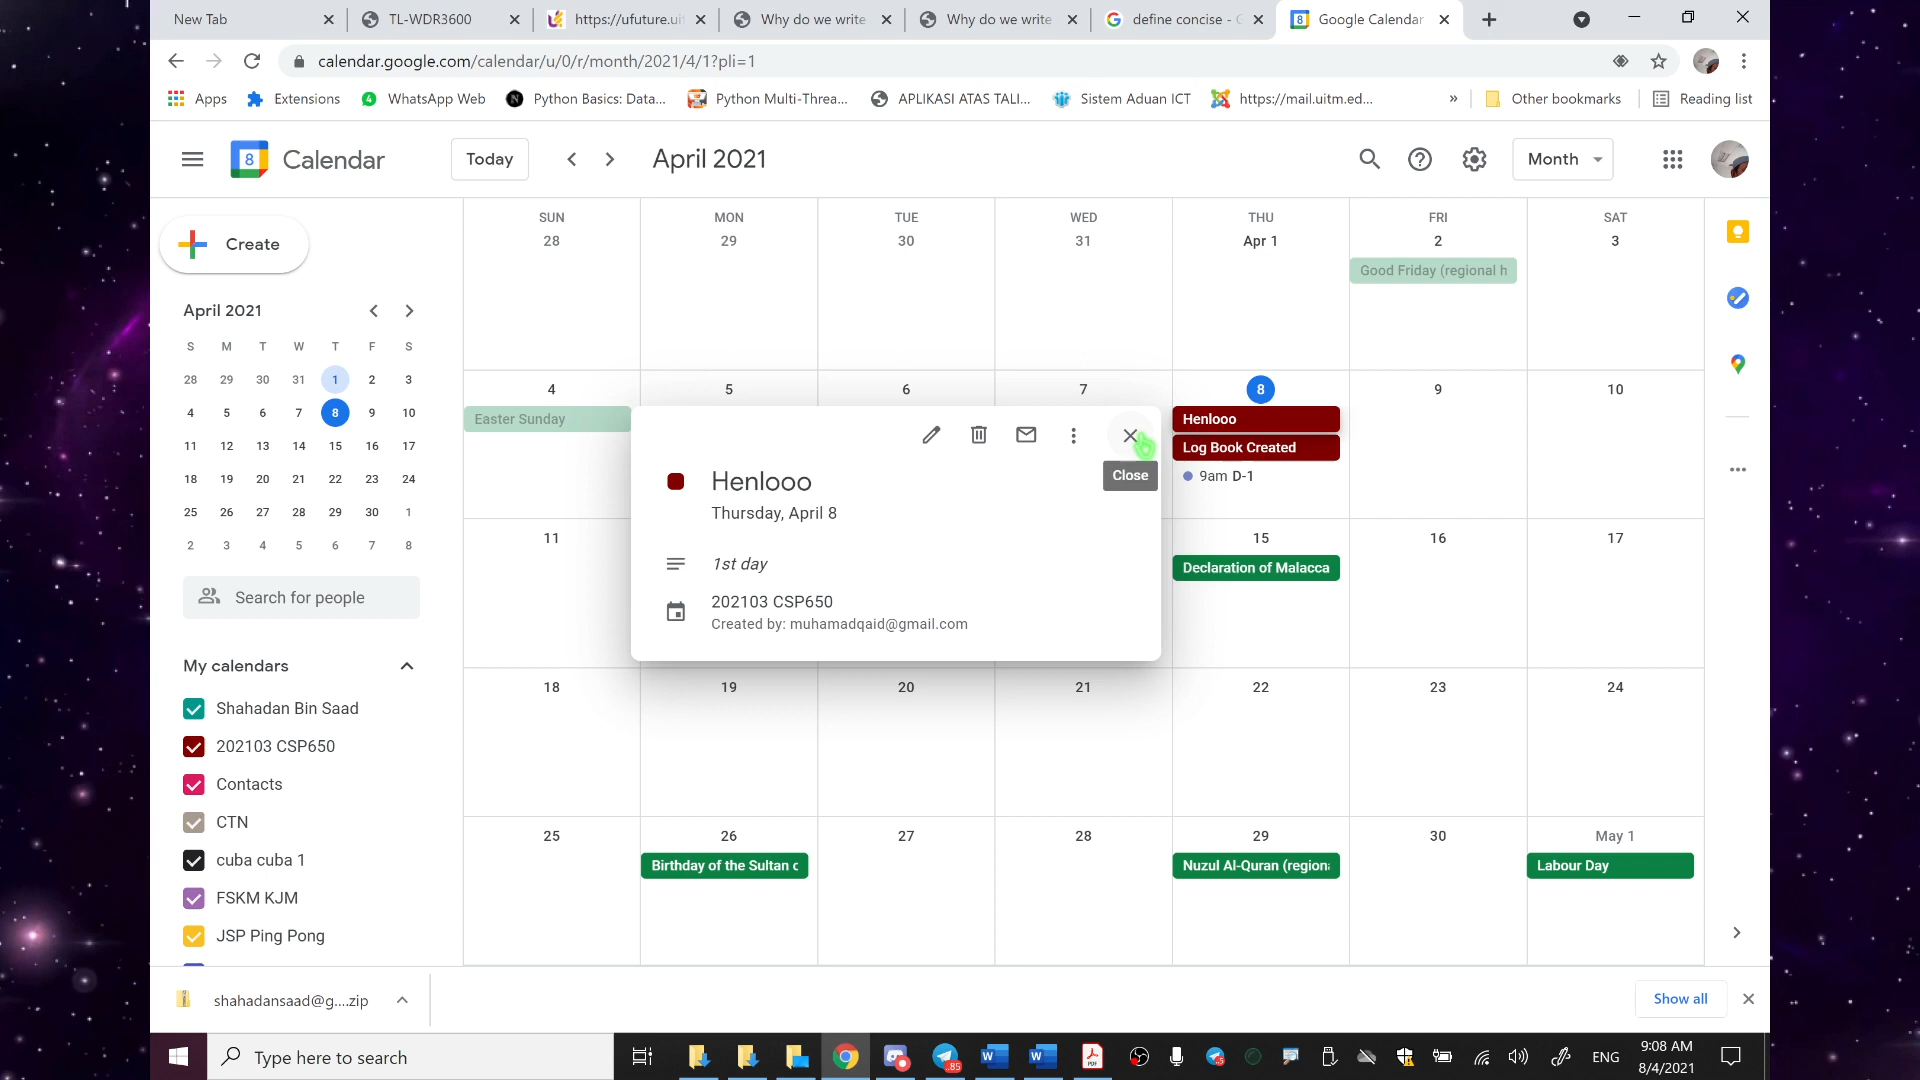 New Tab
TL-WDR3600
https://ufuture.ui
Why do we write
Why do we write
define concise - G
Google Calendar
calendar.google.com/calendar/u/0/r/month/2021/4/1?pli=1
Apps
Extensions
WhatsApp Web
Python Basics: Data...
Python Multi-Threa...
APLIKASI ATAS TALI...
Sistem Aduan ICT
https://mail.uitm.ed...
»
Other bookmarks
Reading list
8
Calendar
Today
April 2021
Month
Create
April 2021
S M T W T F S
28 29 30 31 1 2 3
4 5 6 7 8 9 10
11 12 13 14 15 16 17
18 19 20 21 22 23 24
25 26 27 28 29 30 1
2 3 4 5 6 7 8
Search for people
My calendars
Shahadan Bin Saad
202103 CSP650
Contacts
CTN
cuba cuba 1
FSKM KJM
JSP Ping Pong
SUN MON TUE WED THU FRI SAT
28 29 30 31 Apr 1 2 3
Good Friday (regional h
4 5 6 7 8 9 10
Easter Sunday
Henlooo
Log Book Created
9am D-1
Henlooo
Close
Thursday, April 8
1st day
202103 CSP650
Created by: muhamadqaid@gmail.com
11 15 16 17
Declaration of Malacca
18 19 20 21 22 23 24
25 26 27 28 29 30 May 1
Birthday of the Sultan o
Nuzul Al-Quran (regiona
Labour Day
shahadansaad@g....zip
Show all
Type here to search
85
ENG
9:08 AM
8/4/2021